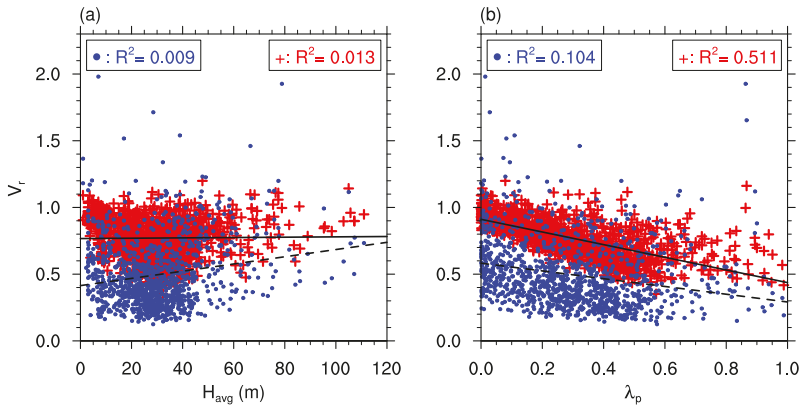 (a)
(b)
●: R²= 0.009
+: R²= 0.013
●: R²= 0.104
+: R²= 0.511
2.0
1.5
1.0
0.5
0.0
V_r
0 20 40 60 80 100 120
H_avg (m)
2.0
1.5
1.0
0.5
0.0
0.0 0.2 0.4 0.6 0.8 1.0
λ_p